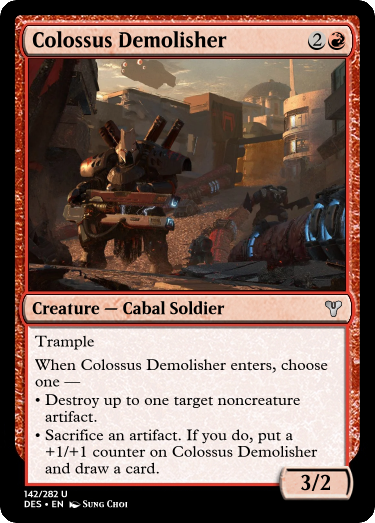 Colossus Demolisher 2
Creature — Cabal Soldier
Trample
When Colossus Demolisher enters, choose
one —
• Destroy up to one target noncreature
artifact.
• Sacrifice an artifact. If you do, put a
+1/+1 counter on Colossus Demolisher
and draw a card.
3/2
142/282 U
DES • EN Sung Choi